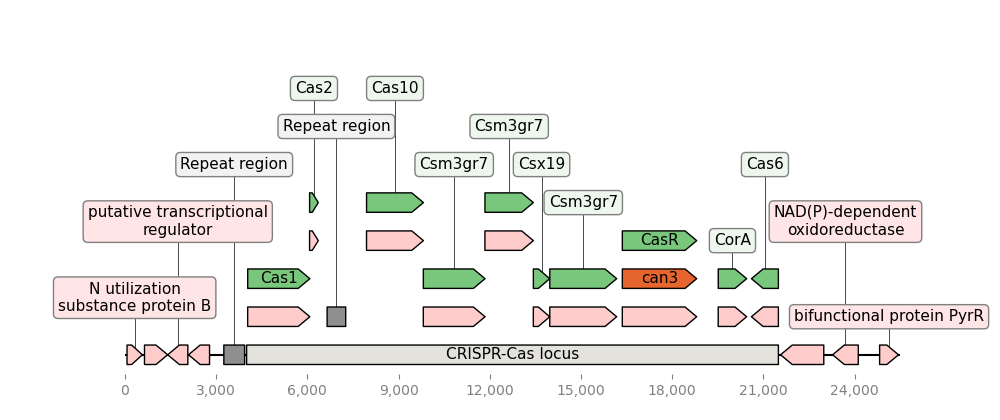 Cas2
Cas10
Repeat region
Csm3gr7
Repeat region
Csm3gr7
Csx19
Cas6
Csm3gr7
putative transcriptional
regulator
NAD(P)-dependent
oxidoreductase
CasR
CorA
Cas1
can3
N utilization
substance protein B
bifunctional protein PyrR
CRISPR-Cas locus
0
3,000
6,000
9,000
12,000
15,000
18,000
21,000
24,000